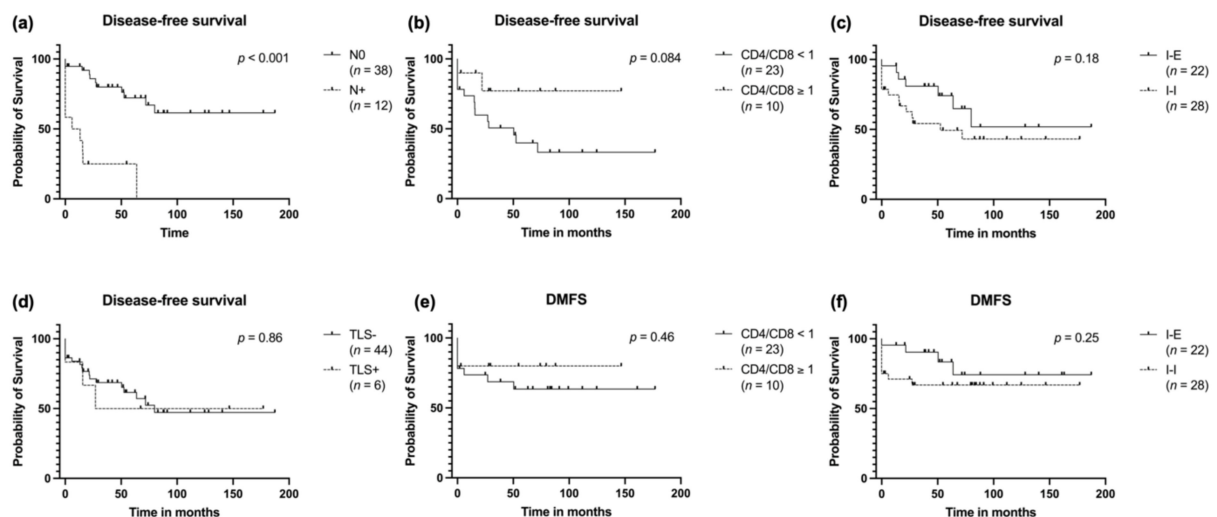 (a)
Disease-free survival
Probability of Survival
100
50
0
0 50 100 150 200
Time
p < 0.001
N0
(n = 38)
N+
(n = 12)
(b)
Disease-free survival
Probability of Survival
100
50
0
0 50 100 150 200
Time in months
p = 0.084
CD4/CD8 < 1
(n = 23)
CD4/CD8 ≥ 1
(n = 10)
(c)
Disease-free survival
Probability of Survival
100
50
0
0 50 100 150 200
Time in months
p = 0.18
I-E
(n = 22)
I-I
(n = 28)
(d)
Disease-free survival
Probability of Survival
100
50
0
0 50 100 150 200
Time in months
p = 0.86
TLS-
(n = 44)
TLS+
(n = 6)
(e)
DMFS
Probability of Survival
100
50
0
0 50 100 150 200
Time in months
p = 0.46
CD4/CD8 < 1
(n = 23)
CD4/CD8 ≥ 1
(n = 10)
(f)
DMFS
Probability of Survival
100
50
0
0 50 100 150 200
Time in months
p = 0.25
I-E
(n = 22)
I-I
(n = 28)